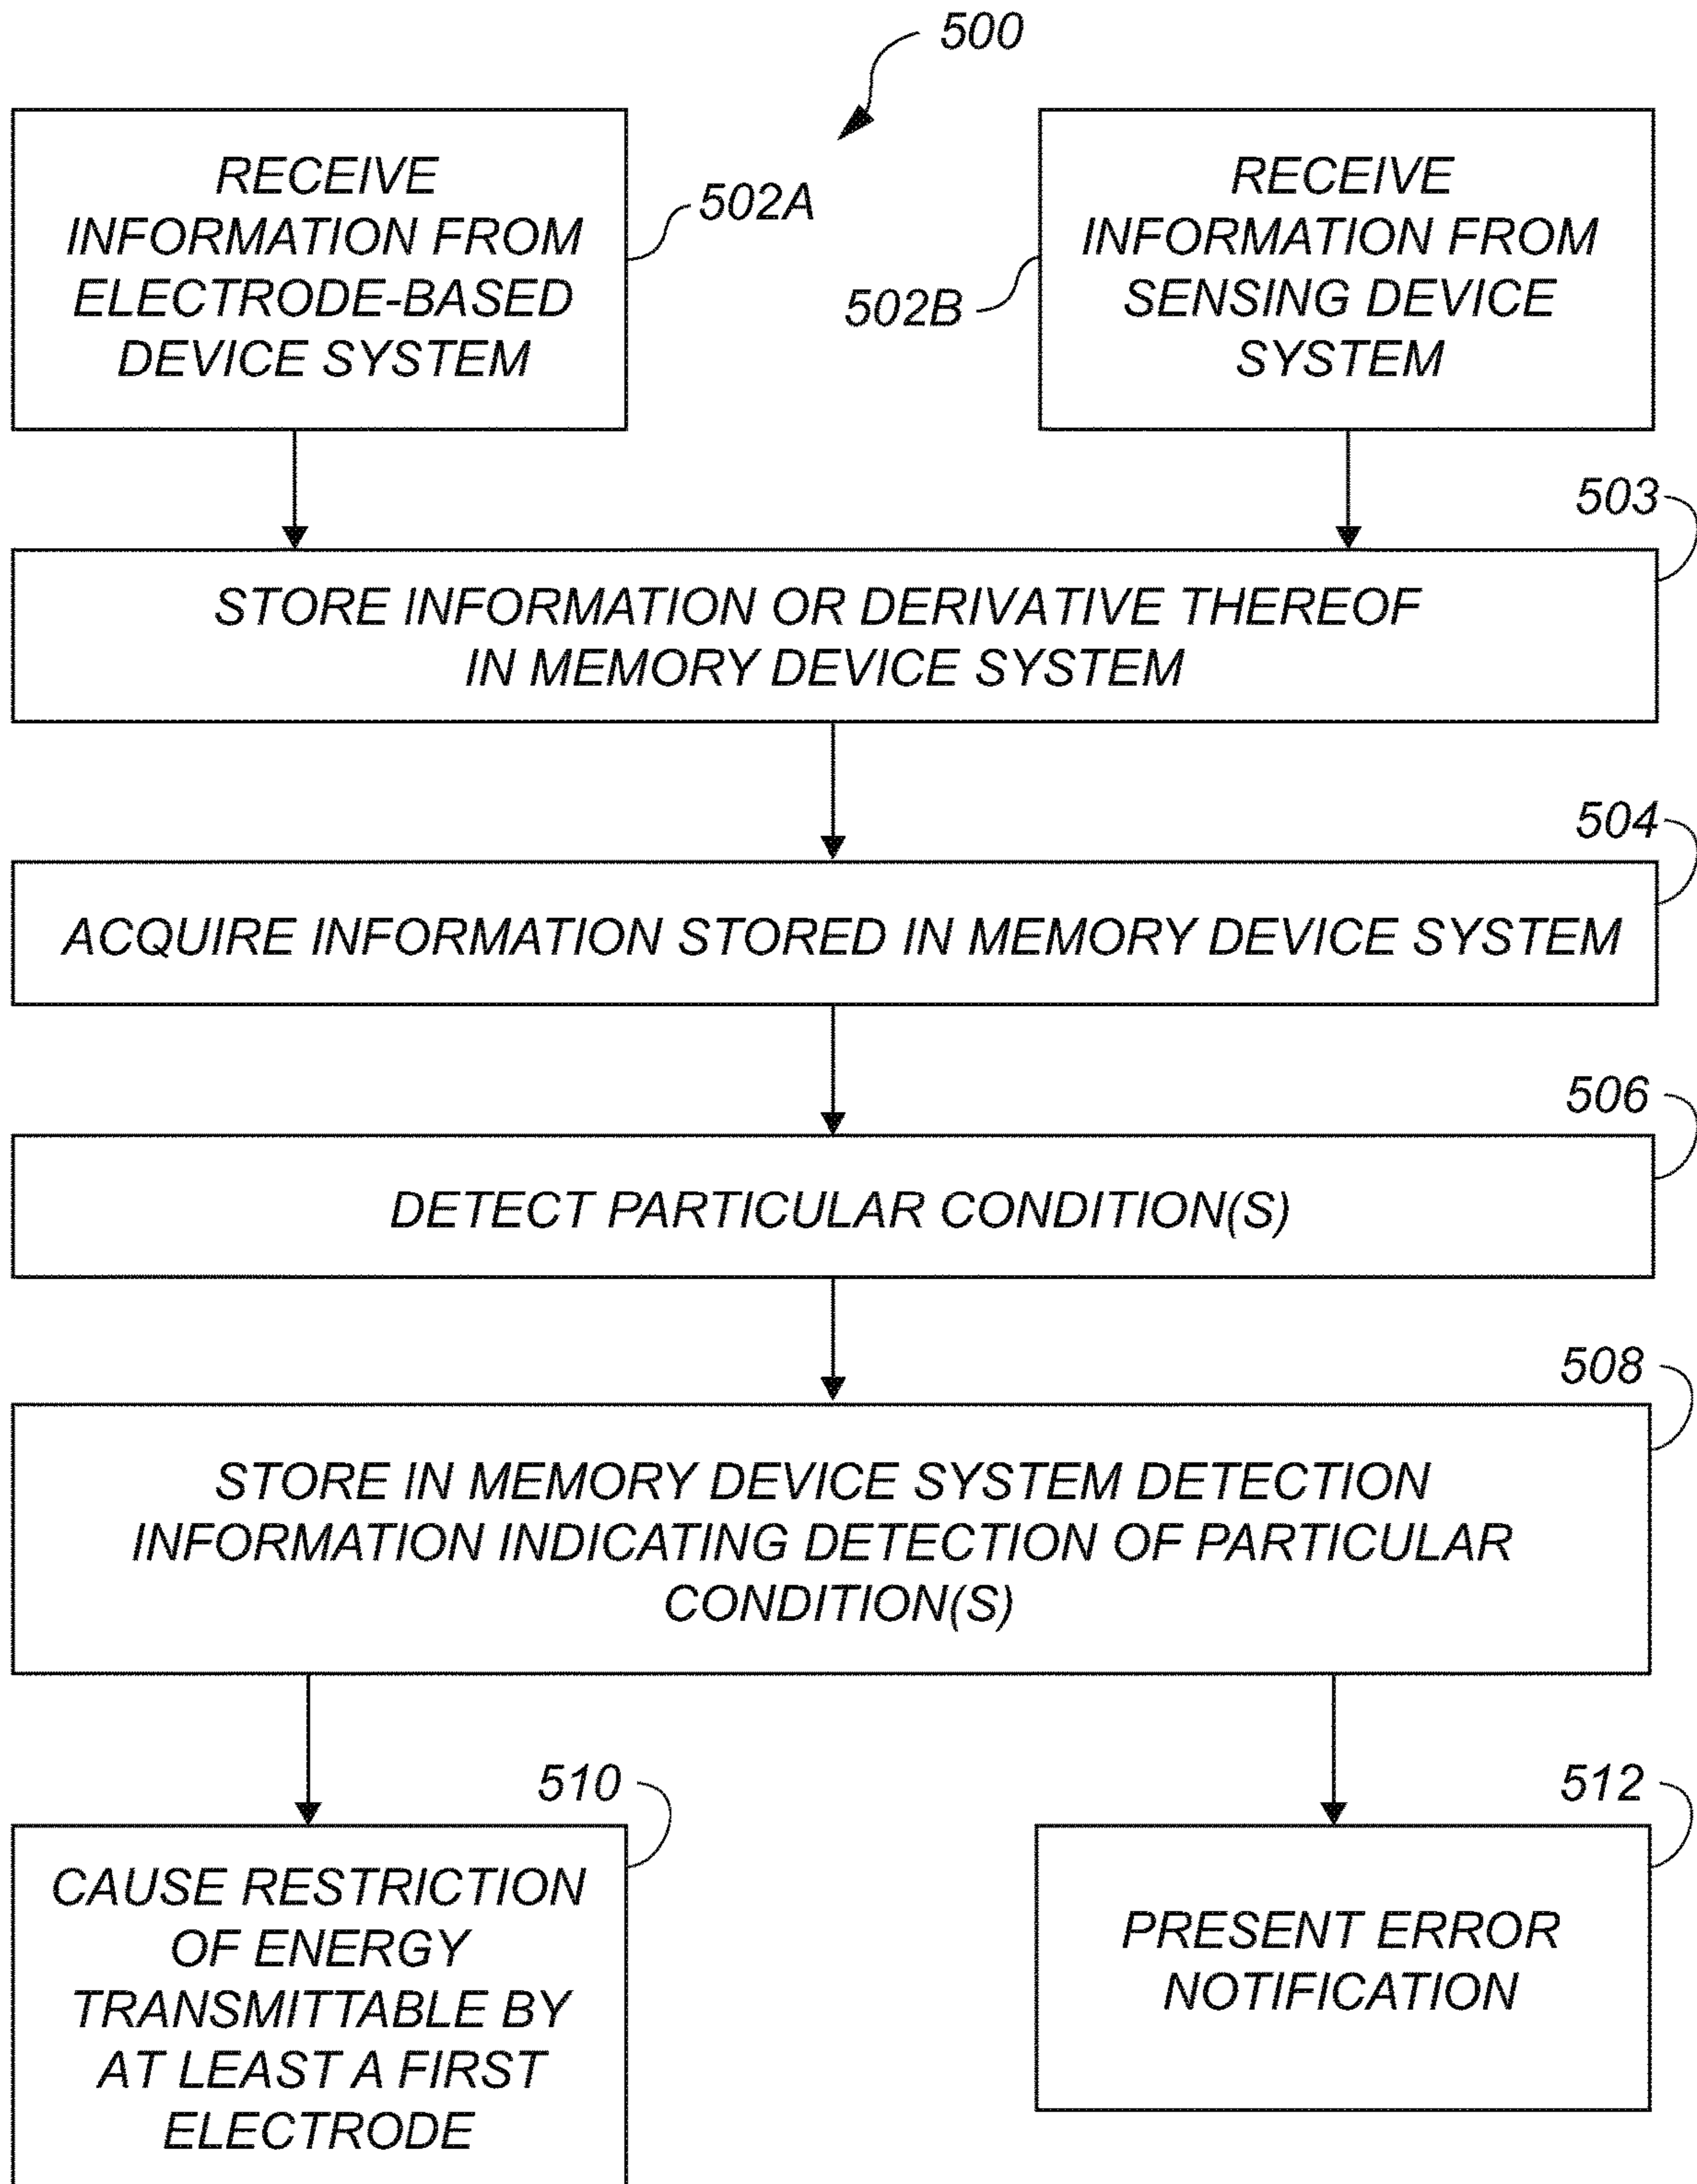 500
RECEIVE
INFORMATION FROM
ELECTRODE-BASED
DEVICE SYSTEM
502A
RECEIVE
INFORMATION FROM
SENSING DEVICE
SYSTEM
502B
503
STORE INFORMATION OR DERIVATIVE THEREOF
IN MEMORY DEVICE SYSTEM
504
ACQUIRE INFORMATION STORED IN MEMORY DEVICE SYSTEM
506
DETECT PARTICULAR CONDITION(S)
508
STORE IN MEMORY DEVICE SYSTEM DETECTION
INFORMATION INDICATING DETECTION OF PARTICULAR
CONDITION(S)
510
CAUSE RESTRICTION
OF ENERGY
TRANSMITTABLE BY
AT LEAST A FIRST
ELECTRODE
512
PRESENT ERROR
NOTIFICATION